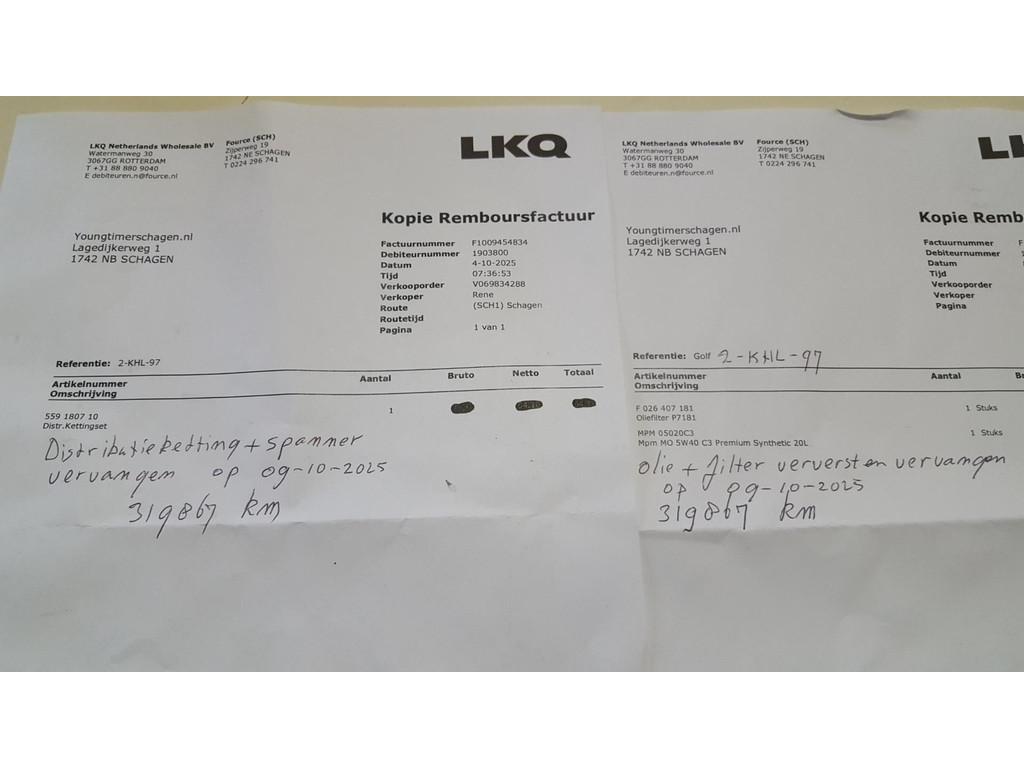 LKQ Netherlands Wholesale BV
Watermanweg 30
3067GG ROTTERDAM
T +31 88 880 9040
E debiteuren.n@fource.nl
Fource (SCH)
Zijperweg 19
1742 NE SCHAGEN
T 0224 296 741
LKQ
Kopie Remboursfactuur
Youngtimerschagen.nl
Lagedijkerweg 1
1742 NB SCHAGEN
Factuurnummer F1009454834
Debiteurnummer 1903800
Datum 4-10-2025
Tijd 07:36:53
Verkooporder V069834288
Verkoper Rene
Route (SCH1) Schagen
Routetijd
Pagina 1 van 1
Referentie: 2-KHL-97
Artikelnummer Aantal Bruto Netto Totaal
Omschrijving
559 1807 10 1
Distr.Kettingset
Distributieketting + spanner
vervangen op 09-10-2025
319867 km
LKQ Netherlands Wholesale BV
Watermanweg 30
3067GG ROTTERDAM
T +31 88 880 9040
E debiteuren.n@fource.nl
Fource (SCH)
Zijperweg 19
1742 NE SCHAGEN
T 0224 296 741
LK
Kopie Remb
Youngtimerschagen.nl
Lagedijkerweg 1
1742 NB SCHAGEN
Factuurnummer F
Debiteurnummer
Datum
Tijd
Verkooporder
Verkoper
Pagina
Referentie: Golf 2-KHL-97
Artikelnummer Aantal
Omschrijving
F 026 407 181 1 Stuks
Oliefilter P7181
MPM 05020C3 1 Stuks
Mpm MO 5W40 C3 Premium Synthetic 20L
olie + filter ververst en vervangen
op 09-10-2025
319867 km